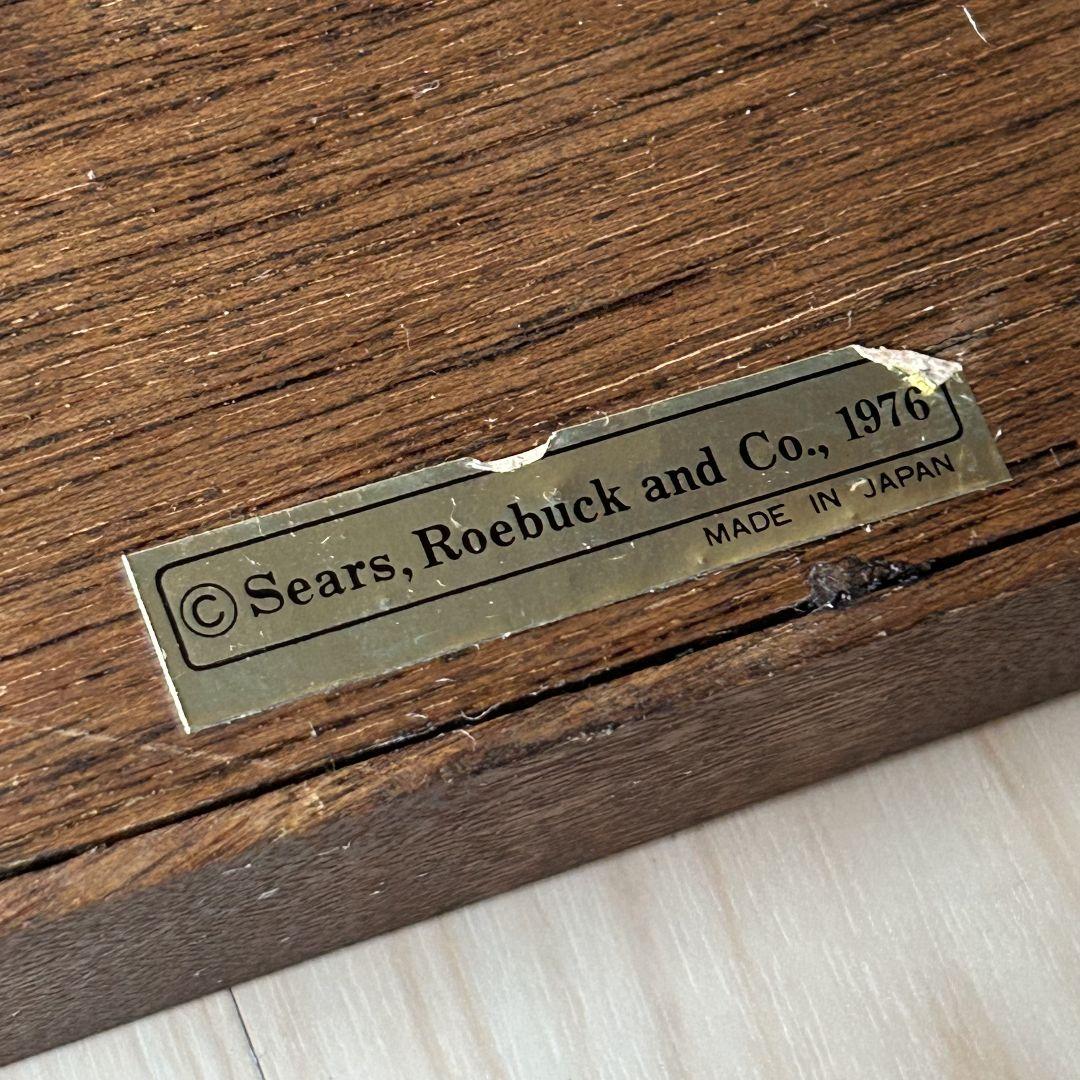 © Sears, Roebuck and Co., 1976
MADE IN JAPAN